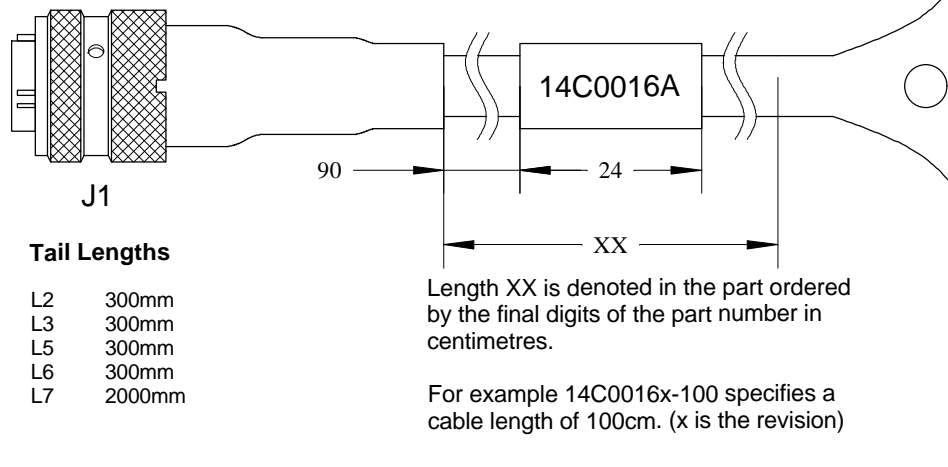 14C0016A
90
24
J1
XX
Tail Lengths
L2 300mm
L3 300mm
L5 300mm
L6 300mm
L7 2000mm
Length XX is denoted in the part ordered
by the final digits of the part number in
centimetres.
For example 14C0016x-100 specifies a
cable length of 100cm. (x is the revision)